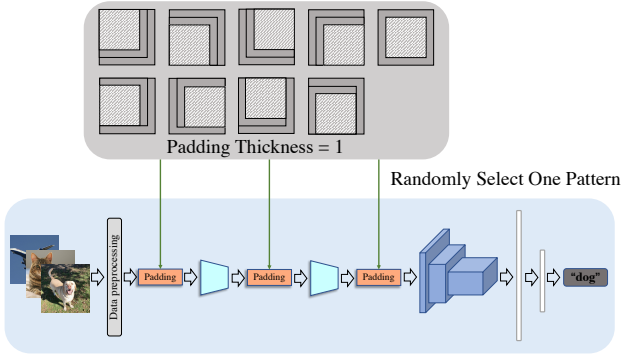 Padding Thickness = 1
Randomly Select One Pattern
Data preprocessing
Padding
Padding
Padding
"dog"